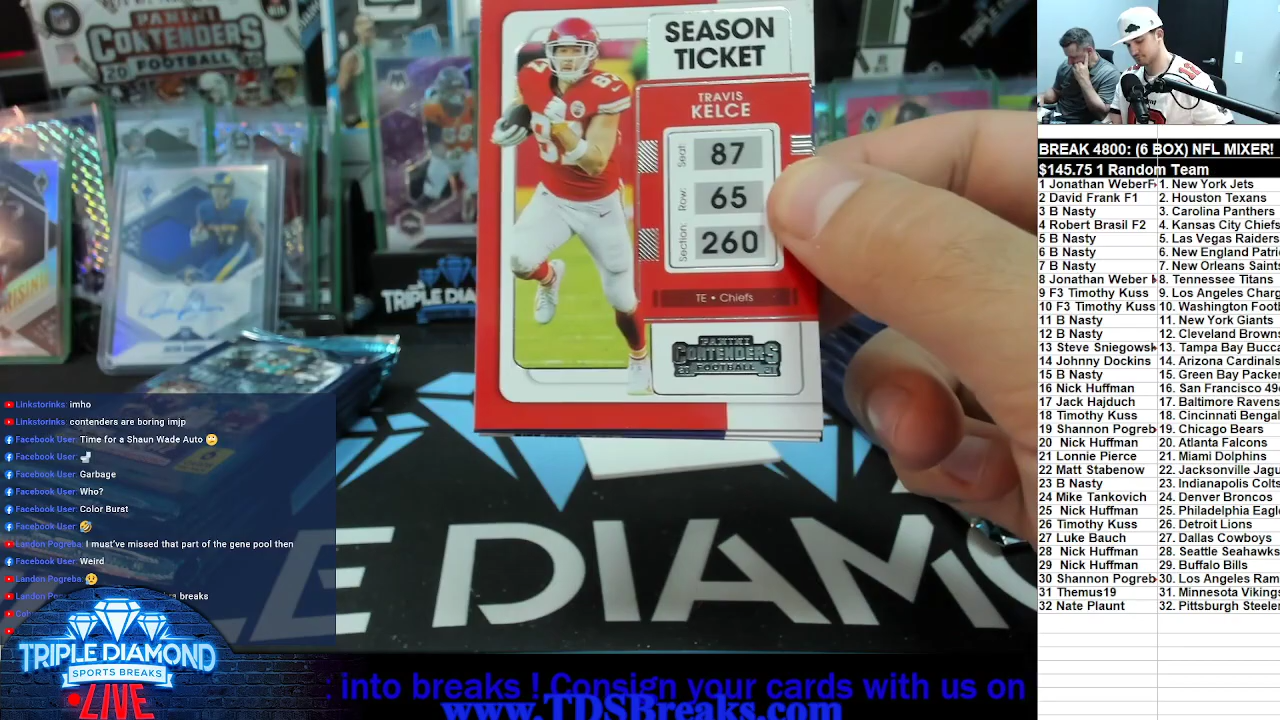 PANINI
CONTENDERS
20 FOOTBALL
SEASON
TICKET
TRAVIS
KELCE
Seat: 87
Row: 65
Section: 260
TE • Chiefs
PANINI
CONTENDERS
FOOTBALL
TRIPLE
LinkstorInks: imho
LinkstorInks: contenders are boring imjp
Facebook User: Time for a Shaun Wade Auto 🙄
Facebook User: 🚽
Facebook User: Garbage
Facebook User: Who?
Facebook User: Color Burst
Facebook User: 🤣
Landon Pogreba: I must've missed that part of the gene pool then
Facebook User: Weird
Landon Pogreba: 😢
breaks
TRIPLE DIAMOND
SPORTS BREAKS
LIVE
LE DIAMO
into breaks ! Consign your cards with us on
www.TDSBreaks.com
BREAK 4800: (6 BOX) NFL MIXER!
$145.75 1 Random Team
1 Jonathan WeberF 1. New York Jets
2 David Frank F1 2. Houston Texans
3 B Nasty 3. Carolina Panthers
4 Robert Brasil F2 4. Kansas City Chiefs
5 B Nasty 5. Las Vegas Raiders
6 B Nasty 6. New England Patri
7 B Nasty 7. New Orleans Saints
8 Jonathan Weber 8. Tennessee Titans
9 F3 Timothy Kuss 9. Los Angeles Charg
10 F1 Timothy Kuss 10. Washington Foot
11 B Nasty 11. New York Giants
12 B Nasty 12. Cleveland Brown
13 Steve Sniegowsk 13. Tampa Bay Bucca
14 Johnny Dockins 14. Arizona Cardinals
15 B Nasty 15. Green Bay Packer
16 Nick Huffman 16. San Francisco 49e
17 Jack Hajduch 17. Baltimore Ravens
18 Timothy Kuss 18. Cincinnati Benga
19 Shannon Pogreb 19. Chicago Bears
20 Nick Huffman 20. Atlanta Falcons
21 Lonnie Pierce 21. Miami Dolphins
22 Matt Stabenow 22. Jacksonville Jagu
23 B Nasty 23. Indianapolis Colts
24 Mike Tankovich 24. Denver Broncos
25 Nick Huffman 25. Philadelphia Eagl
26 Timothy Kuss 26. Detroit Lions
27 Luke Bauch 27. Dallas Cowboys
28 Nick Huffman 28. Seattle Seahawks
29 Nick Huffman 29. Buffalo Bills
30 Shannon Pogreb 30. Los Angeles Ram
31 Themus19 31. Minnesota Vikings
32 Nate Plaunt 32. Pittsburgh Steele